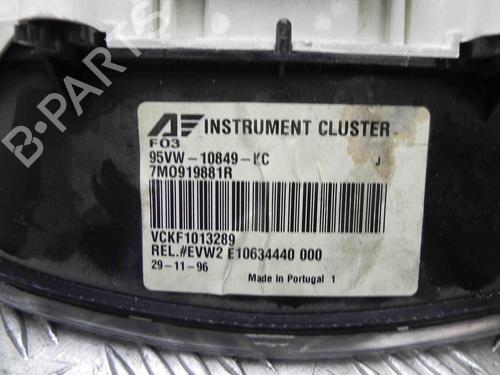 B-PARTS
AF INSTRUMENT CLUSTER
F03
95VW-10849-KC J
7M0919881R
VCKF1013289
REL.#EVW2 E10634440 000
29-11-96
Made in Portugal 1